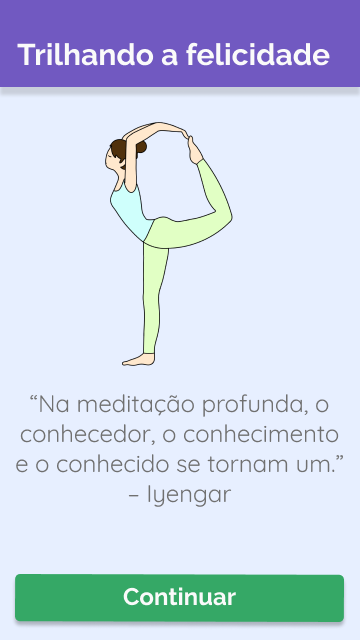 Trilhando a felicidade
“Na meditação profunda, o
conhecedor, o conhecimento
e o conhecido se tornam um.”
– Iyengar
Continuar